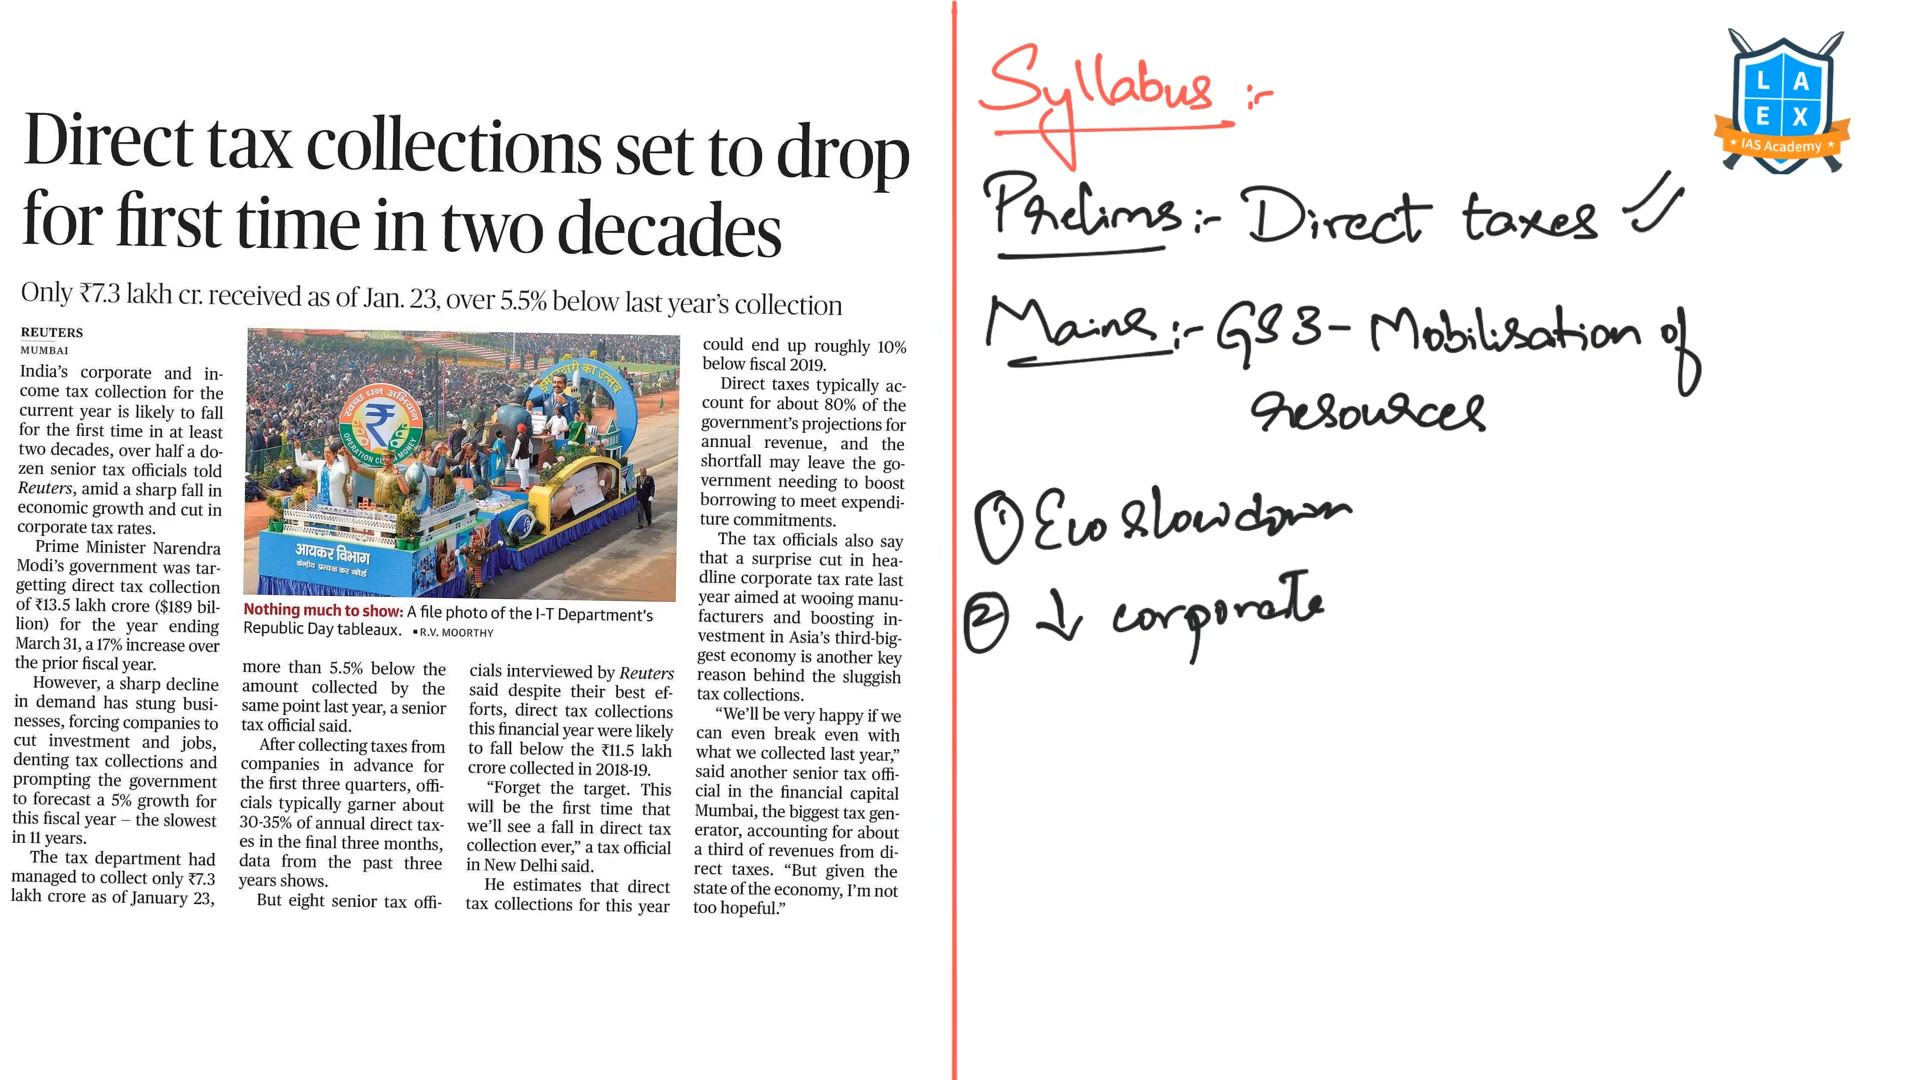 Direct tax collections set to drop
for first time in two decades
Only ₹7.3 lakh cr. received as of Jan. 23, over 5.5% below last year's collection
REUTERS
MUMBAI
India's corporate and in-
come tax collection for the
current year is likely to fall
for the first time in at least
two decades, over half a do-
zen senior tax officials told
Reuters, amid a sharp fall in
economic growth and cut in
corporate tax rates.
Prime Minister Narendra
Modi's government was tar-
getting direct tax collection
of ₹13.5 lakh crore ($189 bil-
lion) for the year ending
March 31, a 17% increase over
the prior fiscal year.
However, a sharp decline
in demand has stung busi-
nesses, forcing companies to
cut investment and jobs,
denting tax collections and
prompting the government
to forecast a 5% growth for
this fiscal year – the slowest
in 11 years.
The tax department had
managed to collect only ₹7.3
lakh crore as of January 23,
स्वच्छ धन अभियान
₹
OPERATION CLEAN MONEY
का उत्सव
आयकर विभाग
केन्द्रीय प्रत्यक्ष कर बोर्ड
Nothing much to show: A file photo of the I-T Department's
Republic Day tableaux. ▪ R.V. MOORTHY
more than 5.5% below the
amount collected by the
same point last year, a senior
tax official said.
After collecting taxes from
companies in advance for
the first three quarters, offi-
cials typically garner about
30-35% of annual direct tax-
es in the final three months,
data from the past three
years shows.
But eight senior tax offi-
cials interviewed by Reuters
said despite their best ef-
forts, direct tax collections
this financial year were likely
to fall below the ₹11.5 lakh
crore collected in 2018-19.
"Forget the target. This
will be the first time that
we'll see a fall in direct tax
collection ever," a tax official
in New Delhi said.
He estimates that direct
tax collections for this year
could end up roughly 10%
below fiscal 2019.
Direct taxes typically ac-
count for about 80% of the
government's projections for
annual revenue, and the
shortfall may leave the go-
vernment needing to boost
borrowing to meet expendi-
ture commitments.
The tax officials also say
that a surprise cut in hea-
dline corporate tax rate last
year aimed at wooing manu-
facturers and boosting in-
vestment in Asia's third-big-
gest economy is another key
reason behind the sluggish
tax collections.
"We'll be very happy if we
can even break even with
what we collected last year,"
said another senior tax offi-
cial in the financial capital
Mumbai, the biggest tax gen-
erator, accounting for about
a third of revenues from di-
rect taxes. "But given the
state of the economy, I'm not
too hopeful."
Syllabus :-
Prelims :- Direct taxes
Mains :- GS 3 - Mobilisation of
resources
① Eco slowdown
② ↓ corporate
L A
E X
IAS Academy